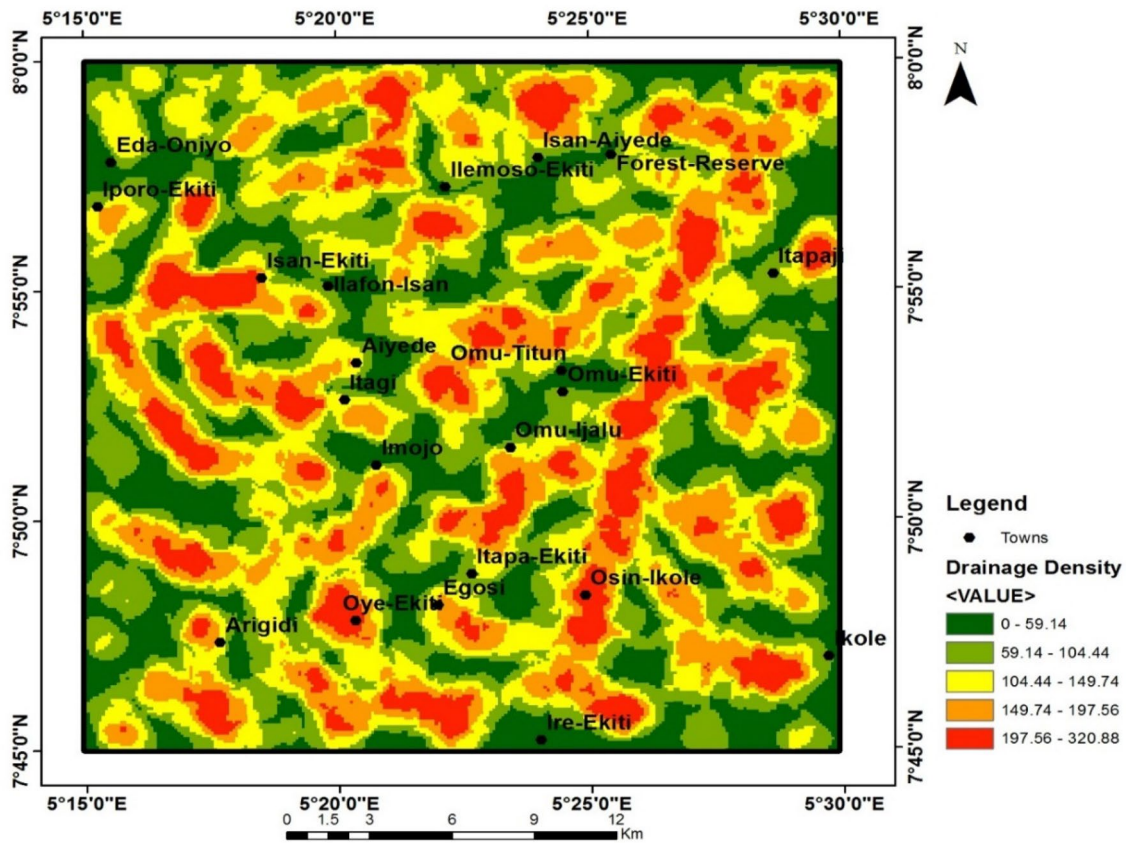 5°15'0"E 5°20'0"E 5°25'0"E 5°30'0"E
8°0'0"N
8°0'0"N
N
Eda-Oniyo
Isan-Aiyede
Ilemoso-Ekiti
Forest-Reserve
Iporo-Ekiti
Isan-Ekiti
Itapaji
Ilafon-Isan
7°55'0"N
7°55'0"N
Aiyede
Omu-Titun
Itagi
Omu-Ekiti
Omu-Ijalu
Imojo
7°50'0"N
7°50'0"N
Itapa-Ekiti
Egosi
Osin-Ikole
Oye-Ekiti
Arigidi
Ikole
Ire-Ekiti
7°45'0"N
7°45'0"N
Legend
Towns
Drainage Density
<VALUE>
0 - 59.14
59.14 - 104.44
104.44 - 149.74
149.74 - 197.56
197.56 - 320.88
5°15'0"E 5°20'0"E 5°25'0"E 5°30'0"E
0 1.5 3 6 9 12
Km